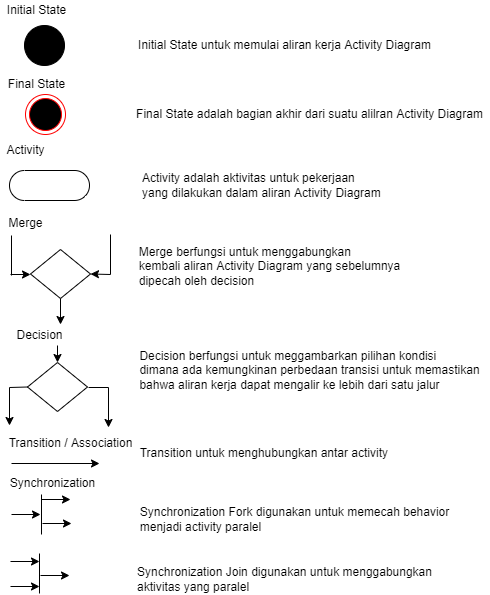 Initial State
Initial State untuk memulai aliran kerja Activity Diagram
Final State
Final State adalah bagian akhir dari suatu alilran Activity Diagram
Activity
Activity adalah aktivitas untuk pekerjaan
yang dilakukan dalam aliran Activity Diagram
Merge
Merge berfungsi untuk menggabungkan
kembali aliran Activity Diagram yang sebelumnya
dipecah oleh decision
Decision
Decision berfungsi untuk meggambarkan pilihan kondisi
dimana ada kemungkinan perbedaan transisi untuk memastikan
bahwa aliran kerja dapat mengalir ke lebih dari satu jalur
Transition / Association
Transition untuk menghubungkan antar activity
Synchronization
Synchronization Fork digunakan untuk memecah behavior
menjadi activity paralel
Synchronization Join digunakan untuk menggabungkan
aktivitas yang paralel